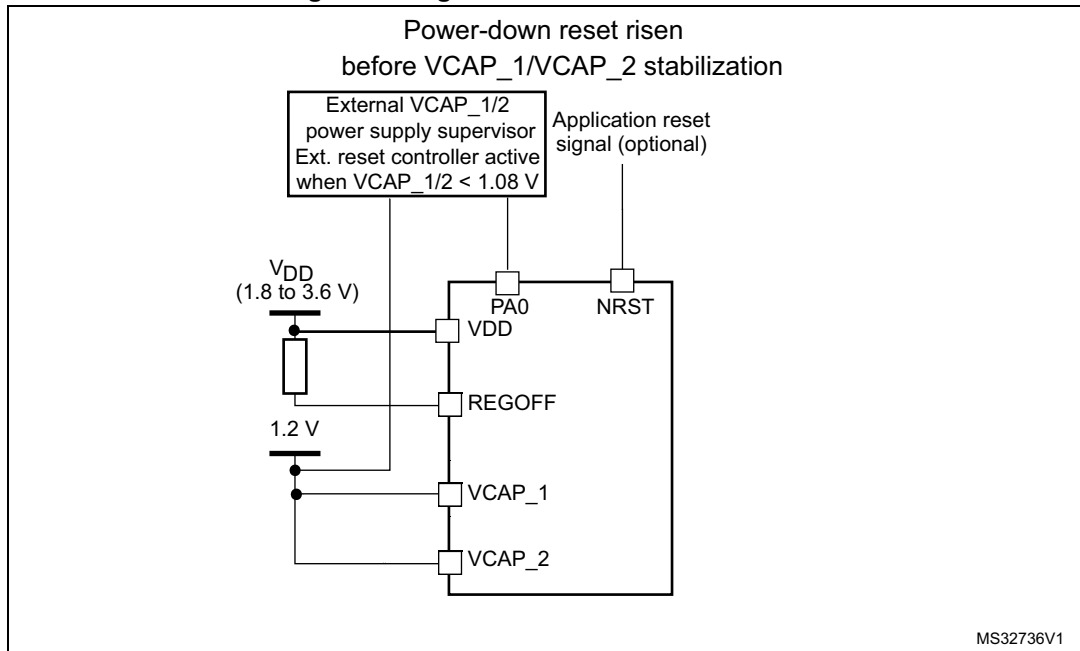 Power-down reset risen
before VCAP_1/VCAP_2 stabilization
External VCAP_1/2
power supply supervisor
Ext. reset controller active
when VCAP_1/2 < 1.08 V
Application reset
signal (optional)
VDD
(1.8 to 3.6 V)
PA0
NRST
VDD
REGOFF
1.2 V
VCAP_1
VCAP_2
MS32736V1